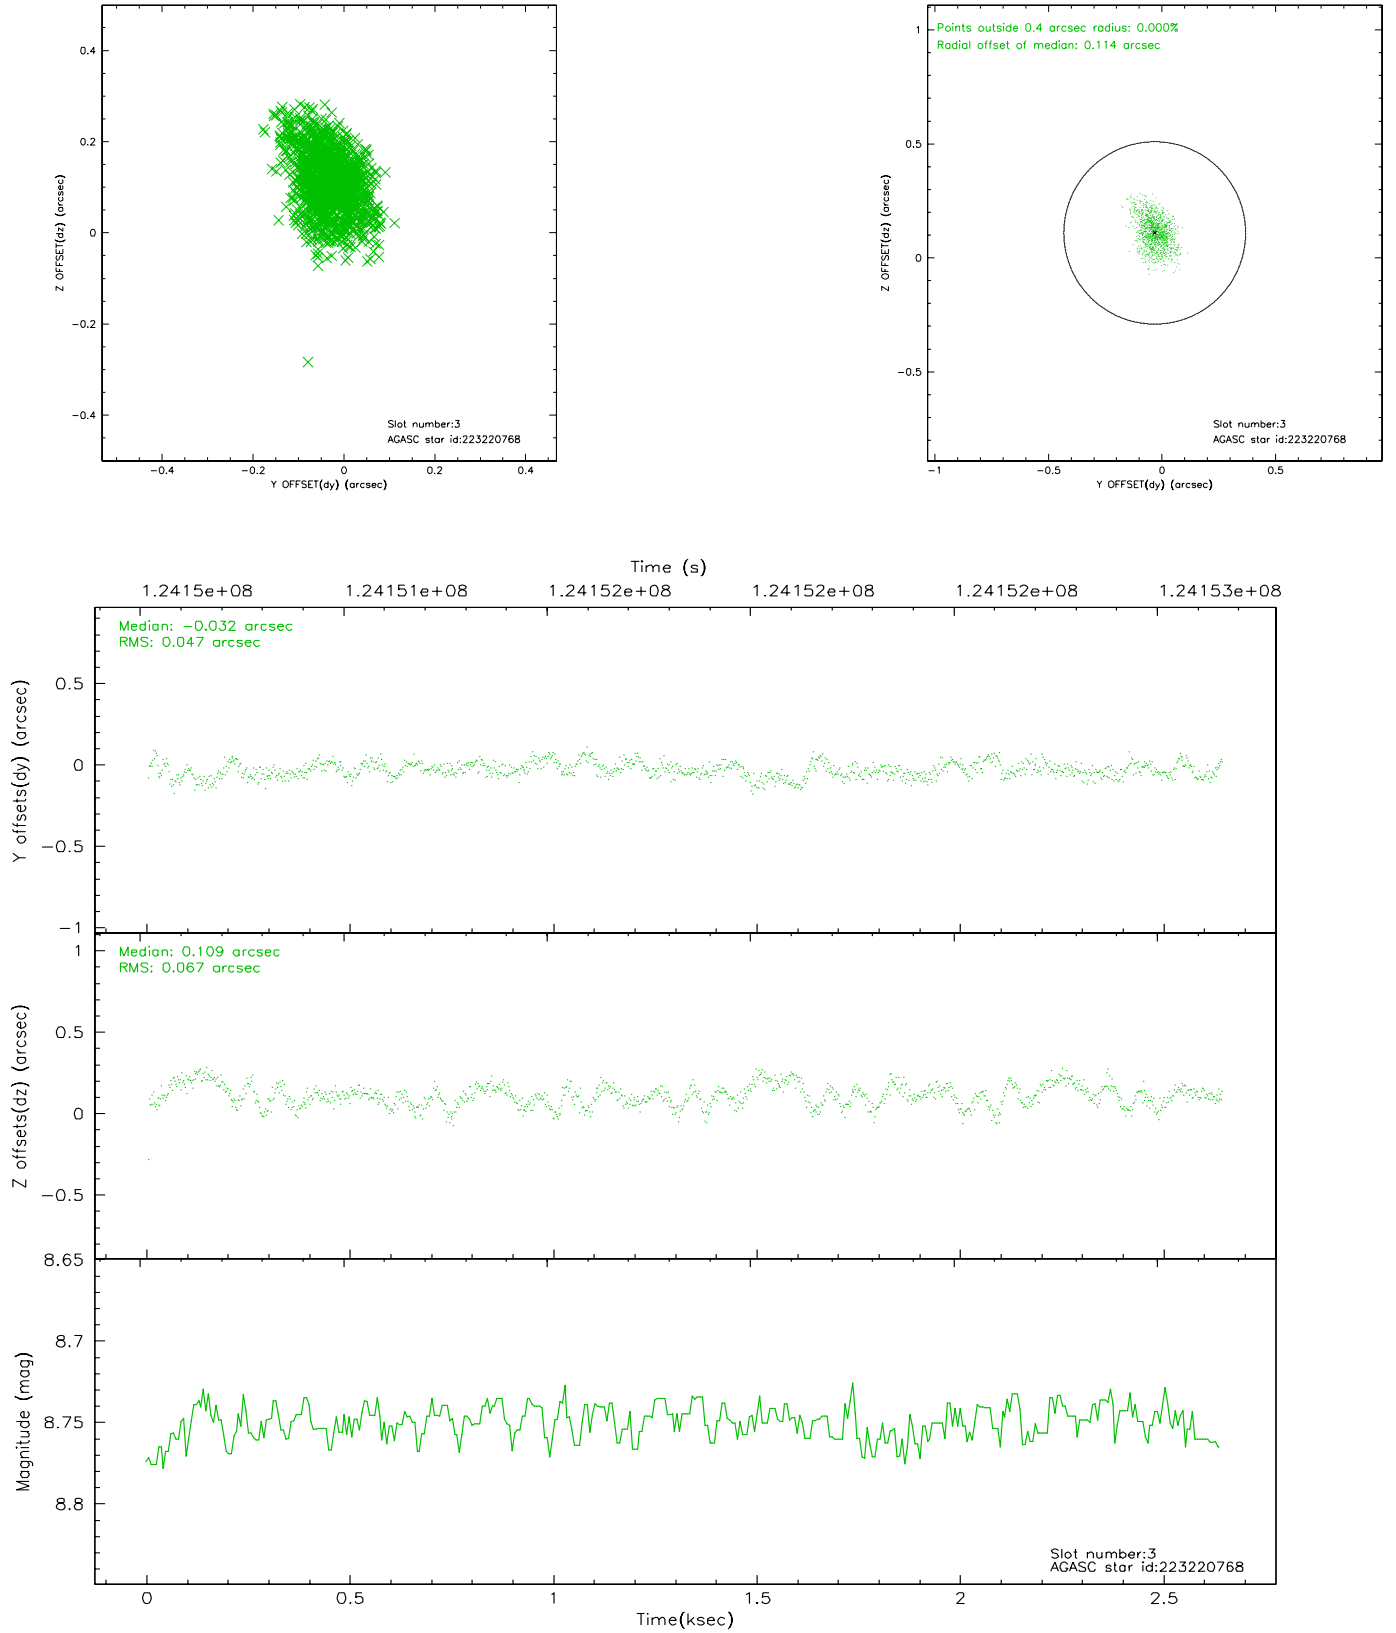 0.4
0.2
0
−0.2
−0.4
Z OFFSET(dz) (arcsec)
−0.4 −0.2 0 0.2 0.4
Y OFFSET(dy) (arcsec)
Slot number:3
AGASC star id:223220768
Points outside 0.4 arcsec radius: 0.000%
Radial offset of median: 0.114 arcsec
1
0.5
0
−0.5
Z OFFSET(dz) (arcsec)
−1 −0.5 0 0.5
Y OFFSET(dy) (arcsec)
Slot number:3
AGASC star id:223220768
Time (s)
1.2415e+08 1.24151e+08 1.24152e+08 1.24152e+08 1.24152e+08 1.24153e+08
Median: −0.032 arcsec
RMS: 0.047 arcsec
0.5
0
−0.5
−1
Y offsets(dy) (arcsec)
Median: 0.109 arcsec
RMS: 0.067 arcsec
1
0.5
0
−0.5
Z offsets(dz) (arcsec)
8.65
8.7
8.75
8.8
Magnitude (mag)
Slot number:3
AGASC star id:223220768
0 0.5 1 1.5 2 2.5
Time(ksec)